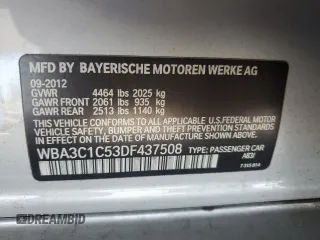 MFD BY BAYERISCHE MOTOREN WERKE AG
09-2012
GVWR 4464 lbs 2025 kg
GAWR FRONT 2061 lbs 935 kg
GAWR REAR 2513 lbs 1140 kg
THIS VEHICLE CONFORMS TO ALL APPLICABLE U.S. FEDERAL MOTOR
VEHICLE SAFETY, BUMPER, AND THEFT PREVENTION STANDARDS IN
EFFECT ON THE DATE OF MANUFACTURE SHOWN ABOVE.
WBA3C1C53DF437508 TYPE: PASSENGER CAR